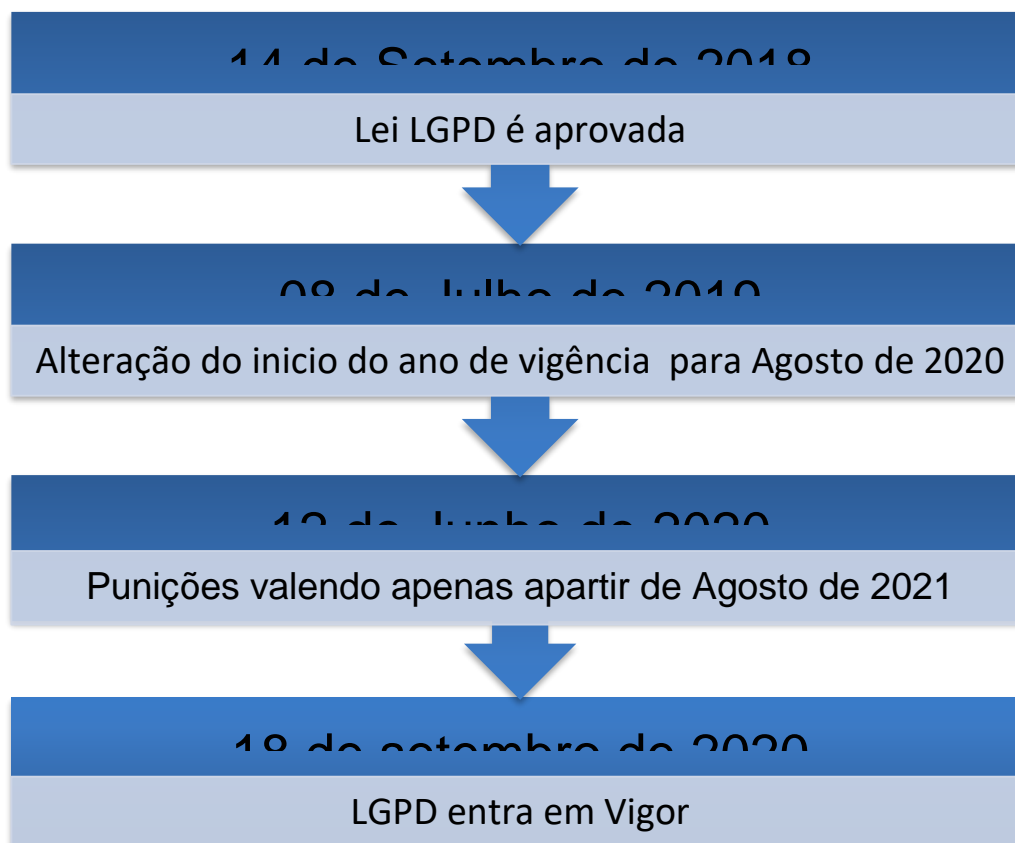 14 de Setembro de 2018
Lei LGPD é aprovada
08 de Julho de 2019
Alteração do inicio do ano de vigência para Agosto de 2020
de Junho de 2020
Punições valendo apenas apartir de Agosto de 2021
18 de setembro de 2020
LGPD entra em Vigor